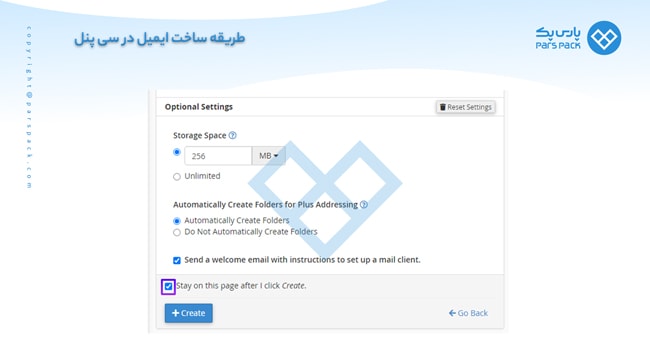 طریقه ساخت ایمیل در سی پنل
پارس پک
PARS PACK
copyright@parspack.com
Optional Settings
Reset Settings
Storage Space
256
MB
Unlimited
Automatically Create Folders for Plus Addressing
Automatically Create Folders
Do Not Automatically Create Folders
Send a welcome email with instructions to set up a mail client.
Stay on this page after I click Create.
+ Create
Go Back